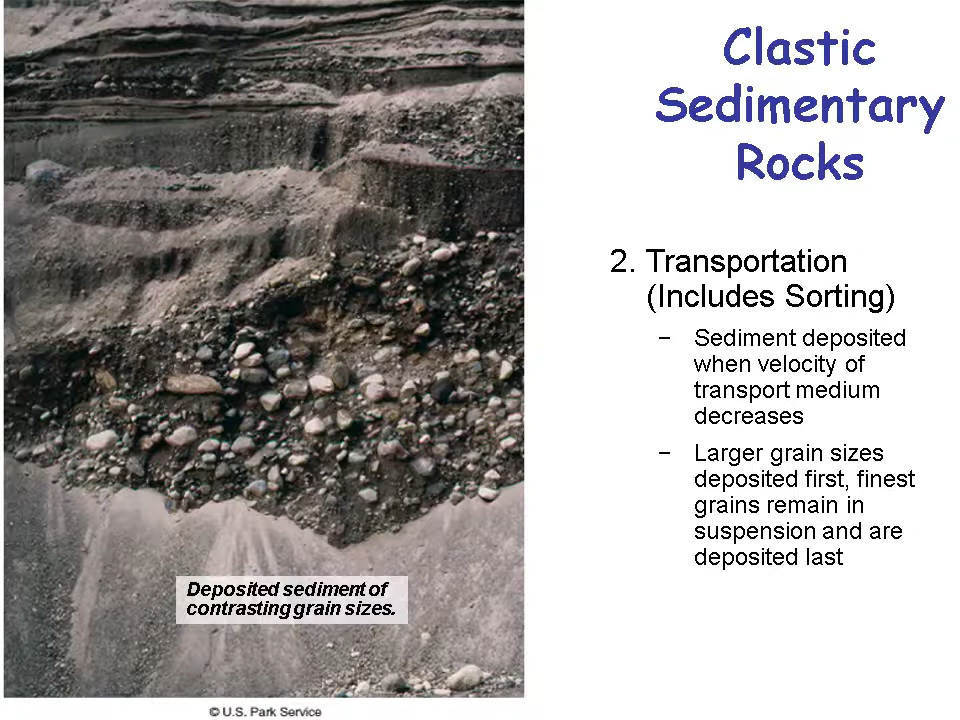 Clastic
Sedimentary
Rocks
2. Transportation
(Includes Sorting)
– Sediment deposited
when velocity of
transport medium
decreases
– Larger grain sizes
deposited first, finest
grains remain in
suspension and are
deposited last
Deposited sediment of
contrasting grain sizes.
© U.S. Park Service